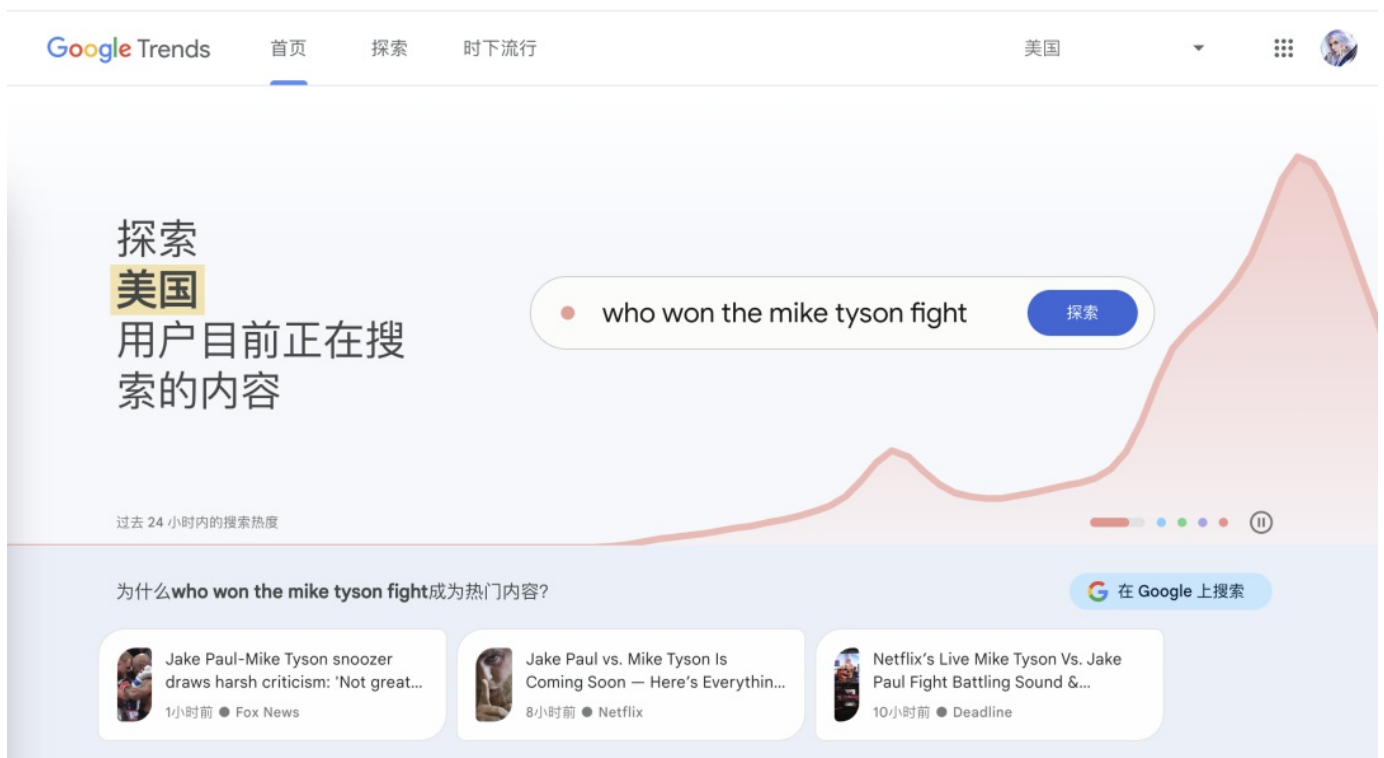 Google Trends
首页
探索
时下流行
美国
探索
美国
用户目前正在搜
索的内容
who won the mike tyson fight
探索
过去 24 小时内的搜索热度
为什么who won the mike tyson fight成为热门内容?
在 Google 上搜索
Jake Paul-Mike Tyson snoozer
draws harsh criticism: 'Not great...
1小时前 ● Fox News
Jake Paul vs. Mike Tyson Is
Coming Soon — Here's Everythin...
8小时前 ● Netflix
Netflix's Live Mike Tyson Vs. Jake
Paul Fight Battling Sound &...
10小时前 ● Deadline